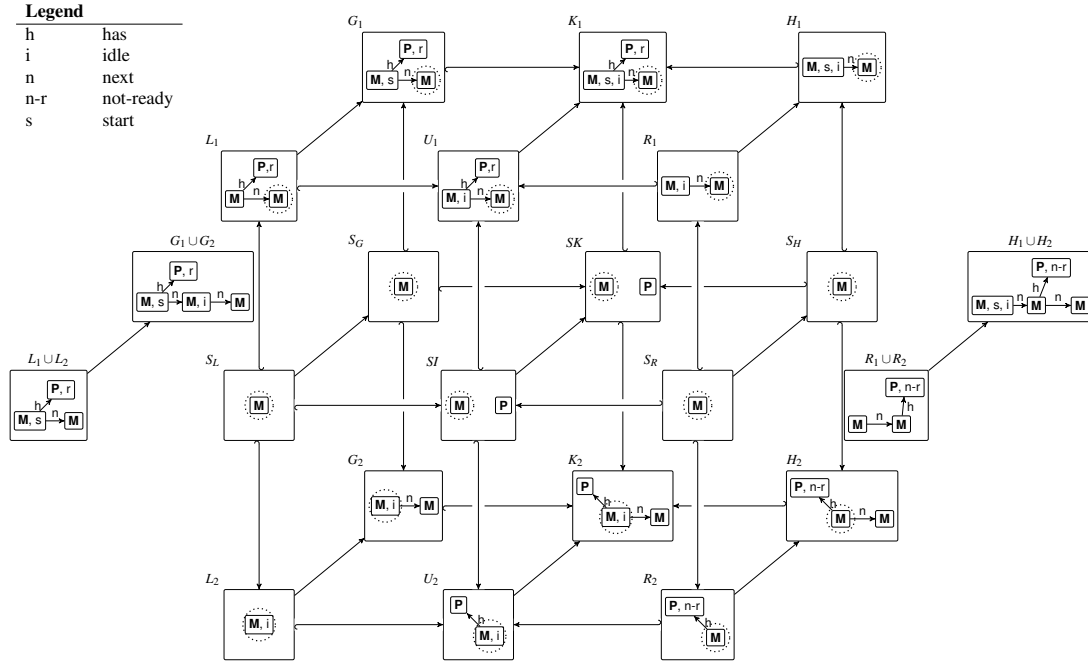 Legend
h has
i idle
n next
n-r not-ready
s start
G1
P, r
h
M, s n M
K1
P, r
h
M, s, i n M
H1
M, s, i n M
L1
P,r
h
M n M
U1
P,r
h
M, i n M
R1
M, i n M
G1 ∪ G2
P, r
h
M, s n M, i n M
SG
M
SK
M P
SH
M
H1 ∪ H2
P, n-r
h
M, s, i n M n M
L1 ∪ L2
P, r
h
M, s n M
SL
M
SI
M P
SR
M
R1 ∪ R2
P, n-r
h
M n M
G2
M, i n M
K2
P
h
M, i n M
H2
P, n-r
h
M n M
L2
M, i
U2
P
h
M, i
R2
P, n-r
h
M